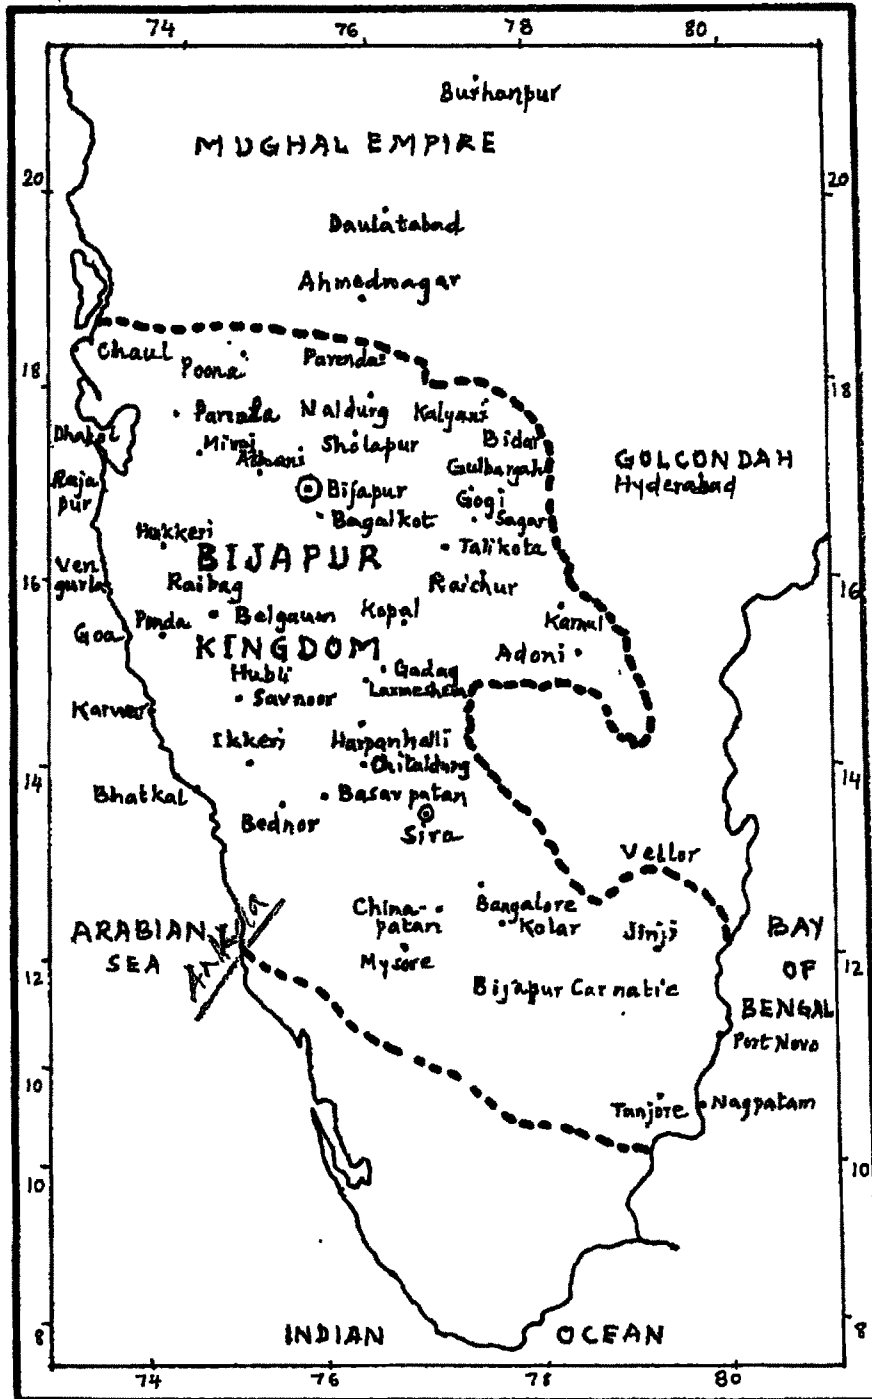 74 76 78 80
Burhanpur
MUGHAL EMPIRE
20 20
Daulatabad
Ahmednagar
Chaul
Poona
Parenda
18 18
Parenda Naldurg Kalyani
Dhabol
Miraj Sholapur Bidar
Athani
Gulbargah
GOLCONDAH
Hyderabad
Raja
pur
Bijapur
Gogi
Bagalkot Sagar
Hukkeri
Talikota
BIJAPUR
Ven
gurla
16 16
Raibag Raichur
Ponda Belgaum Kopal
Karnul
Goa
KINGDOM
Adoni
Hubli Gadag
Savnoor Laxmeshwar
Karwar
Ikkeri Harpanhalli
Chitaldurg
14 14
Bhatkal Basavpatan
Bednor Sira
Vellor
China-
patan
Bangalore
Kolar
Jinji
ARABIAN
SEA
BAY
OF
BENGAL
12 12
Mysore
Bijapur Carnatic
Port Novo
10
Tanjore Nagpatam
10 10
8 8
INDIAN OCEAN
74 76 78 80